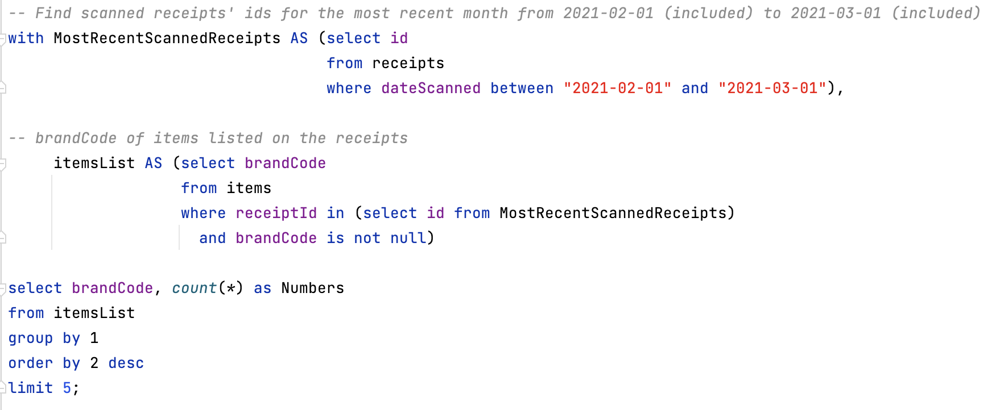 -- Find scanned receipts' ids for the most recent month from 2021-02-01 (included) to 2021-03-01 (included)
with MostRecentScannedReceipts AS (select id
from receipts
where dateScanned between "2021-02-01" and "2021-03-01"),
-- brandCode of items listed on the receipts
itemsList AS (select brandCode
from items
where receiptId in (select id from MostRecentScannedReceipts)
and brandCode is not null)
select brandCode, count(*) as Numbers
from itemsList
group by 1
order by 2 desc
limit 5;